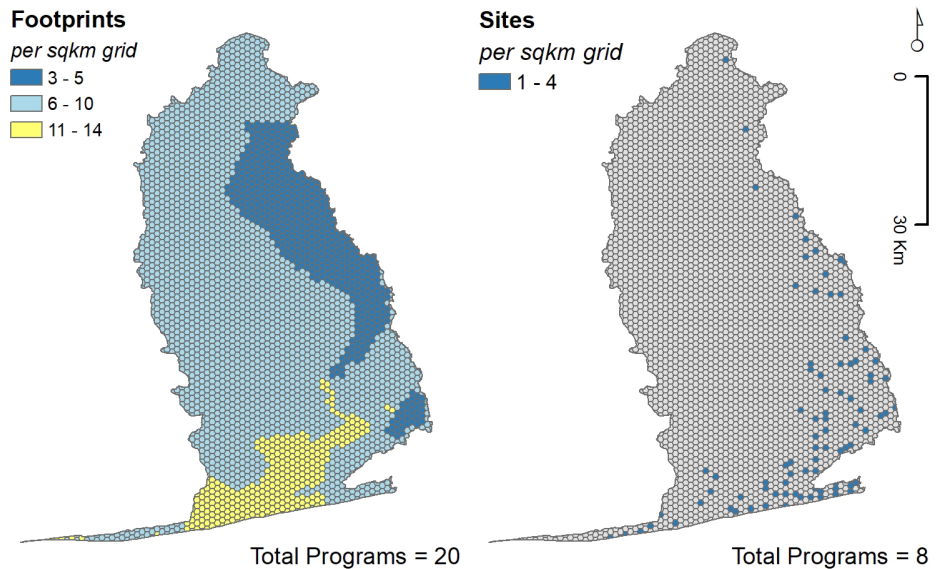 Footprints
per sqkm grid
3 - 5
6 - 10
11 - 14
Total Programs = 20
Sites
per sqkm grid
1 - 4
0
30 Km
Total Programs = 8